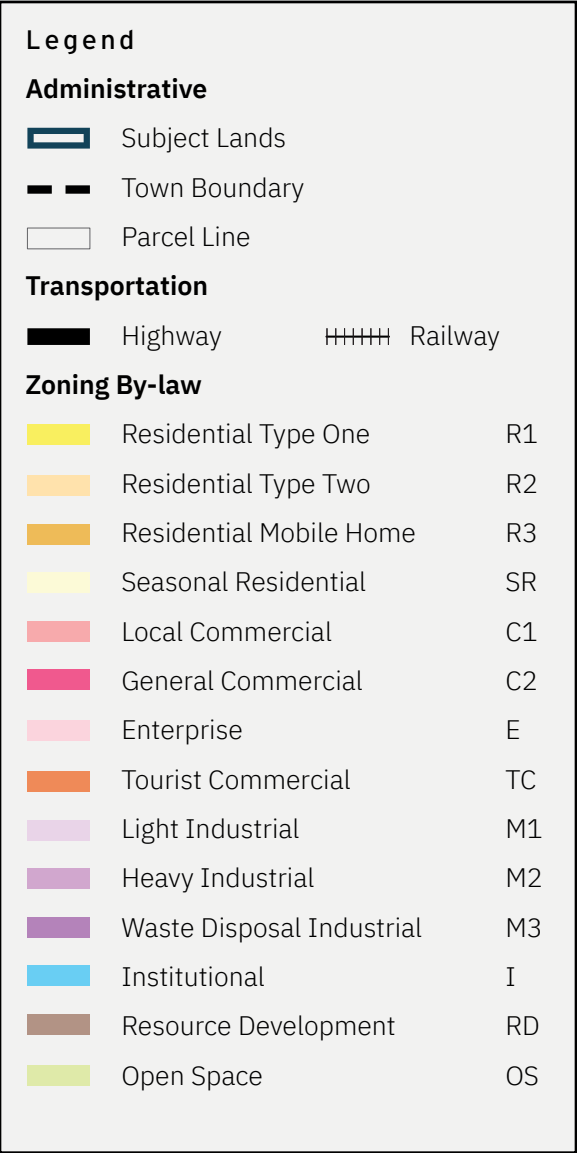 Legend
Administrative
Subject Lands
Town Boundary
Parcel Line
Transportation
Highway Railway
Zoning By-law
Residential Type One R1
Residential Type Two R2
Residential Mobile Home R3
Seasonal Residential SR
Local Commercial C1
General Commercial C2
Enterprise E
Tourist Commercial TC
Light Industrial M1
Heavy Industrial M2
Waste Disposal Industrial M3
Institutional I
Resource Development RD
Open Space OS